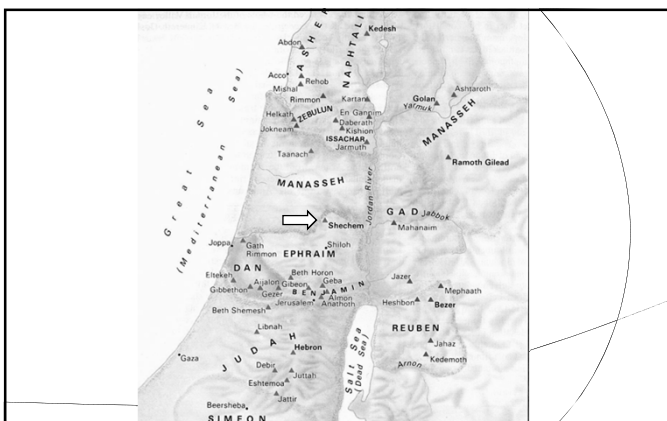 ASHER
NAPHTALI
Kedesh
Abdon
Acco
Rehob
Mishal
Rimmon
Kartan
Golan
Ashtaroth
Yarmuk
MANASSEH
Helkath
ZEBULUN
En Gannim
Daberath
Jokneam
Kishion
ISSACHAR
Jarmuth
Taanach
Ramoth Gilead
Great Sea
(Mediterranean Sea)
MANASSEH
Jordan River
Shechem
GAD
Jabbok
Mahanaim
Joppa
Gath
Rimmon
EPHRAIM
Shiloh
DAN
Eltekeh
Beth Horon
Aijalon
Gibeon
Geba
Gibbethon
Gezer
BENJAMIN
Almon
Jerusalem
Anathoth
Jazer
Mephaath
Heshbon
Bezer
Beth Shemesh
Libnah
REUBEN
JUDAH
Hebron
Jahaz
Gaza
Debir
Juttah
Kedemoth
Arnon
Eshtemoa
Salt Sea
(Dead Sea)
Jattir
Beersheba
SIMEON